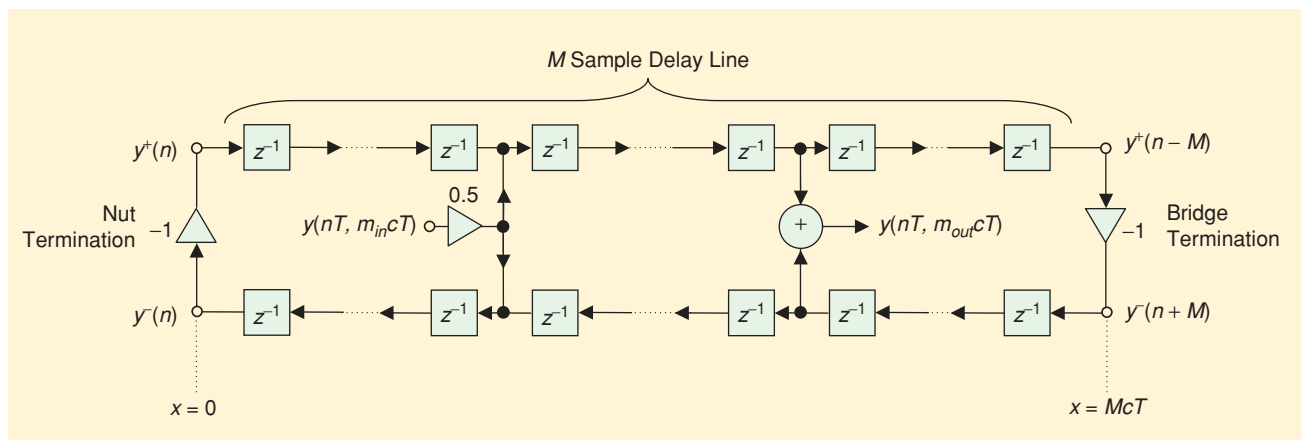 M Sample Delay Line
y⁺(n) z⁻¹ z⁻¹ z⁻¹ z⁻¹ z⁻¹ z⁻¹ y⁺(n – M)
0.5
Nut
Termination
–1
y(nT, m_in cT)
+
y(nT, m_out cT)
–1
Bridge
Termination
y⁻(n) z⁻¹ z⁻¹ z⁻¹ z⁻¹ z⁻¹ z⁻¹ y⁻(n + M)
x = 0
x = McT